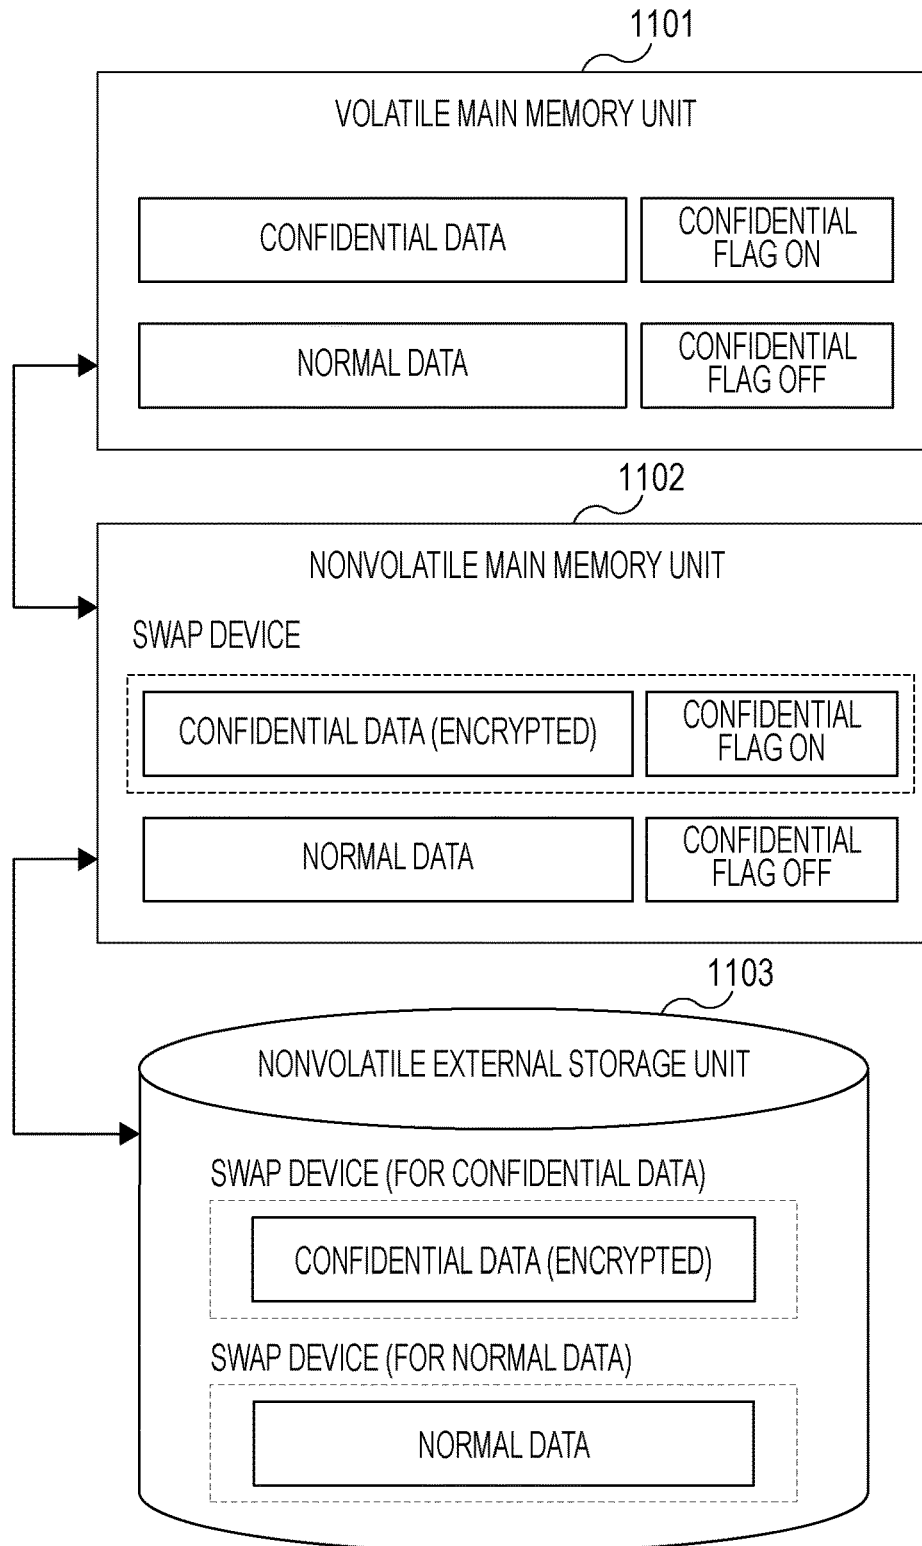 1101
VOLATILE MAIN MEMORY UNIT
CONFIDENTIAL DATA
CONFIDENTIAL
FLAG ON
NORMAL DATA
CONFIDENTIAL
FLAG OFF
1102
NONVOLATILE MAIN MEMORY UNIT
SWAP DEVICE
CONFIDENTIAL DATA (ENCRYPTED)
CONFIDENTIAL
FLAG ON
NORMAL DATA
CONFIDENTIAL
FLAG OFF
1103
NONVOLATILE EXTERNAL STORAGE UNIT
SWAP DEVICE (FOR CONFIDENTIAL DATA)
CONFIDENTIAL DATA (ENCRYPTED)
SWAP DEVICE (FOR NORMAL DATA)
NORMAL DATA